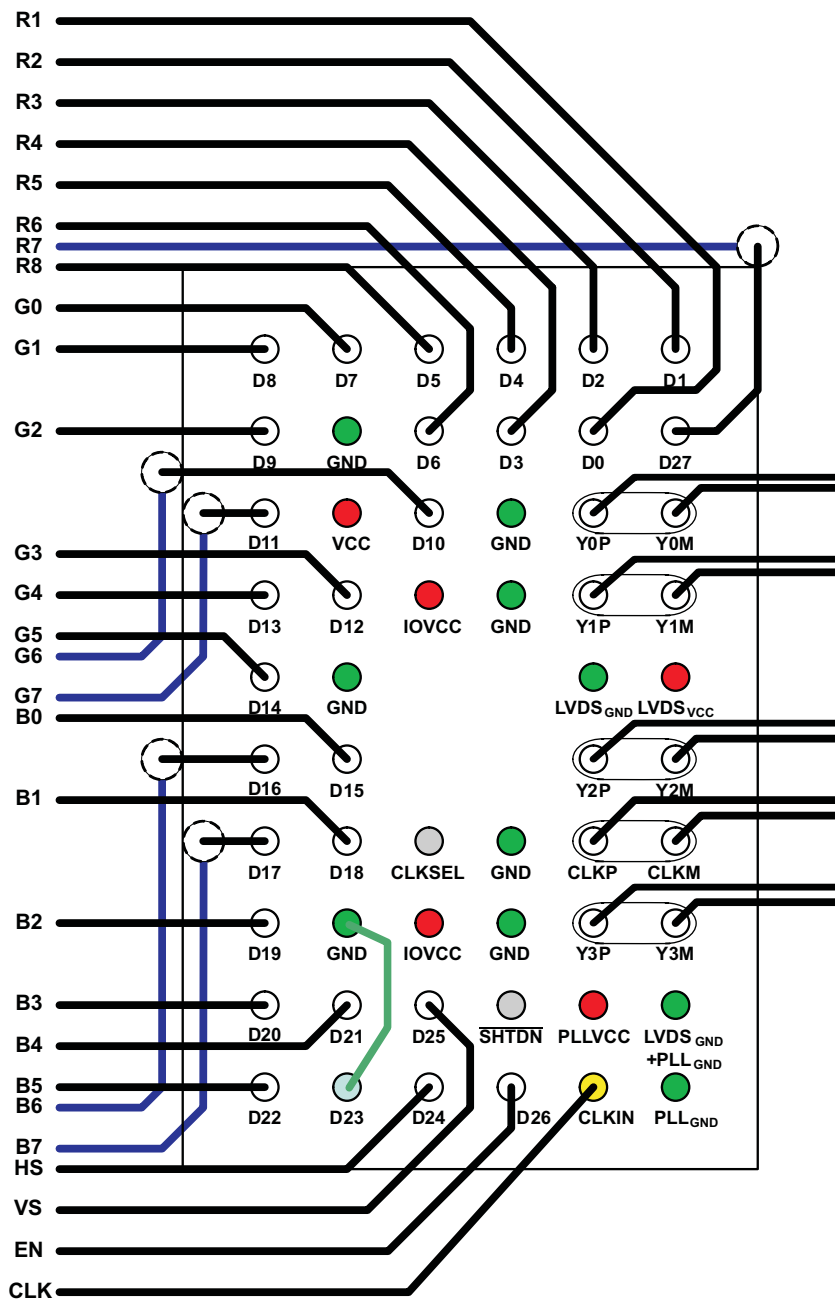 R1
R2
R3
R4
R5
R6
R7
R8
G0
G1
D8 D7 D5 D4 D2 D1
G2
D9 GND D6 D3 D0 D27
D11 VCC D10 GND Y0P Y0M
G3
G4
D13 D12 IOVCC GND Y1P Y1M
G5
G6
G7
D14 GND LVDSGND LVDSVCC
B0
D16 D15 Y2P Y2M
B1
D17 D18 CLKSEL GND CLKP CLKM
B2
D19 GND IOVCC GND Y3P Y3M
B3
D20 D21 D25 SHTDN PLLVCC LVDSGND
+PLLGND
B4
B5
B6
D22 D23 D24 D26 CLKIN PLLGND
B7
HS
VS
EN
CLK